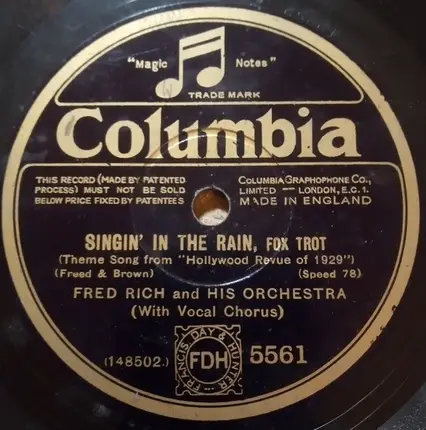 "Magic Notes"
TRADE MARK
Columbia
THIS RECORD (MADE BY PATENTED
PROCESS) MUST NOT BE SOLD
BELOW PRICE FIXED BY PATENTEES
COLUMBIA GRAPHOPHONE CO.,
LIMITED — LONDON, E.C.1.
MADE IN ENGLAND
SINGIN' IN THE RAIN, FOX TROT
(Theme Song from "Hollywood Revue of 1929")
(Freed & Brown) (Speed 78)
FRED RICH and HIS ORCHESTRA
(With Vocal Chorus)
(148502.)
FRANCIS DAY & HUNTER
FDH
5561